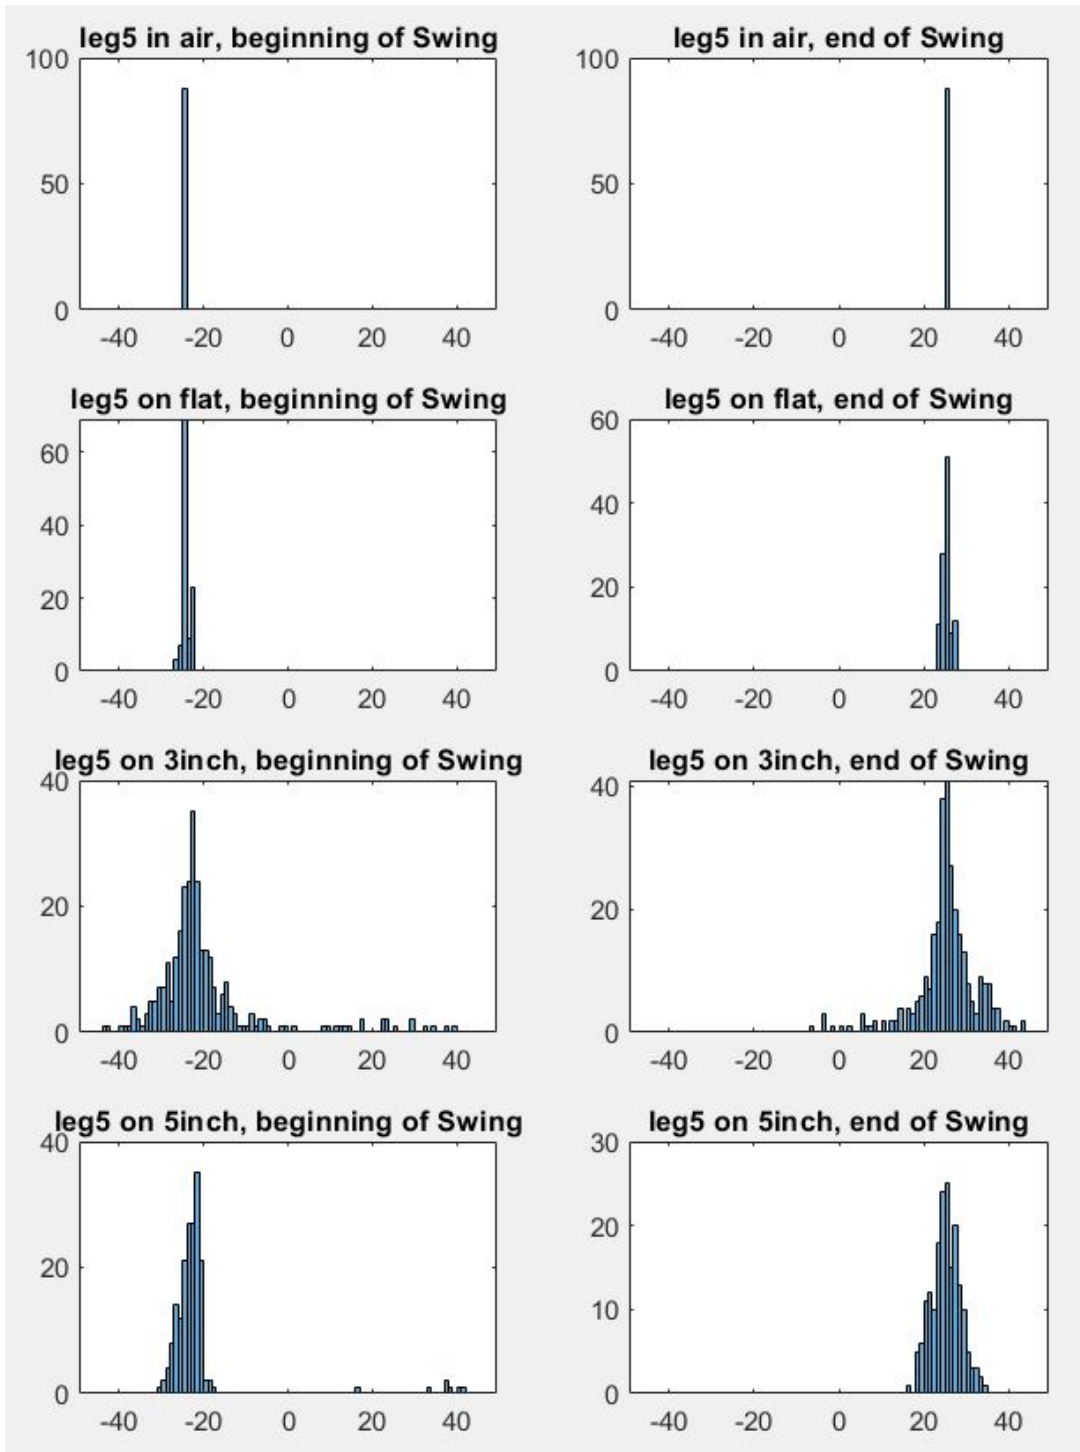 leg5 in air, beginning of Swing
100
50
0
-40 -20 0 20 40
leg5 in air, end of Swing
100
50
0
-40 -20 0 20 40
leg5 on flat, beginning of Swing
60
40
20
0
-40 -20 0 20 40
leg5 on flat, end of Swing
60
40
20
0
-40 -20 0 20 40
leg5 on 3inch, beginning of Swing
40
20
0
-40 -20 0 20 40
leg5 on 3inch, end of Swing
40
20
0
-40 -20 0 20 40
leg5 on 5inch, beginning of Swing
40
20
0
-40 -20 0 20 40
leg5 on 5inch, end of Swing
30
20
10
0
-40 -20 0 20 40